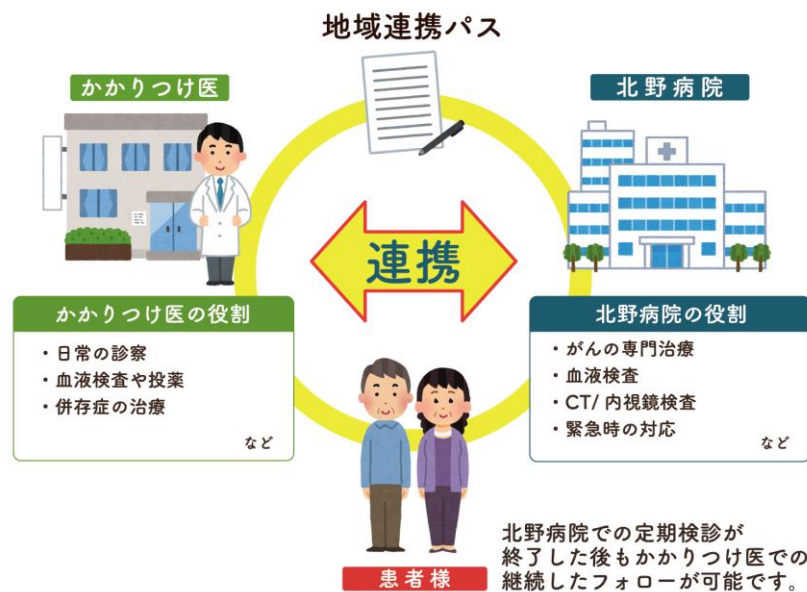 地域連携パス
かかりつけ医
北野病院
連携
かかりつけ医の役割
・日常の診察
・血液検査や投薬
・併存症の治療
など
北野病院の役割
・がんの専門治療
・血液検査
・CT/内視鏡検査
・緊急時の対応
など
患者様
北野病院での定期検診が
終了した後もかかりつけ医での
継続したフォローが可能です。